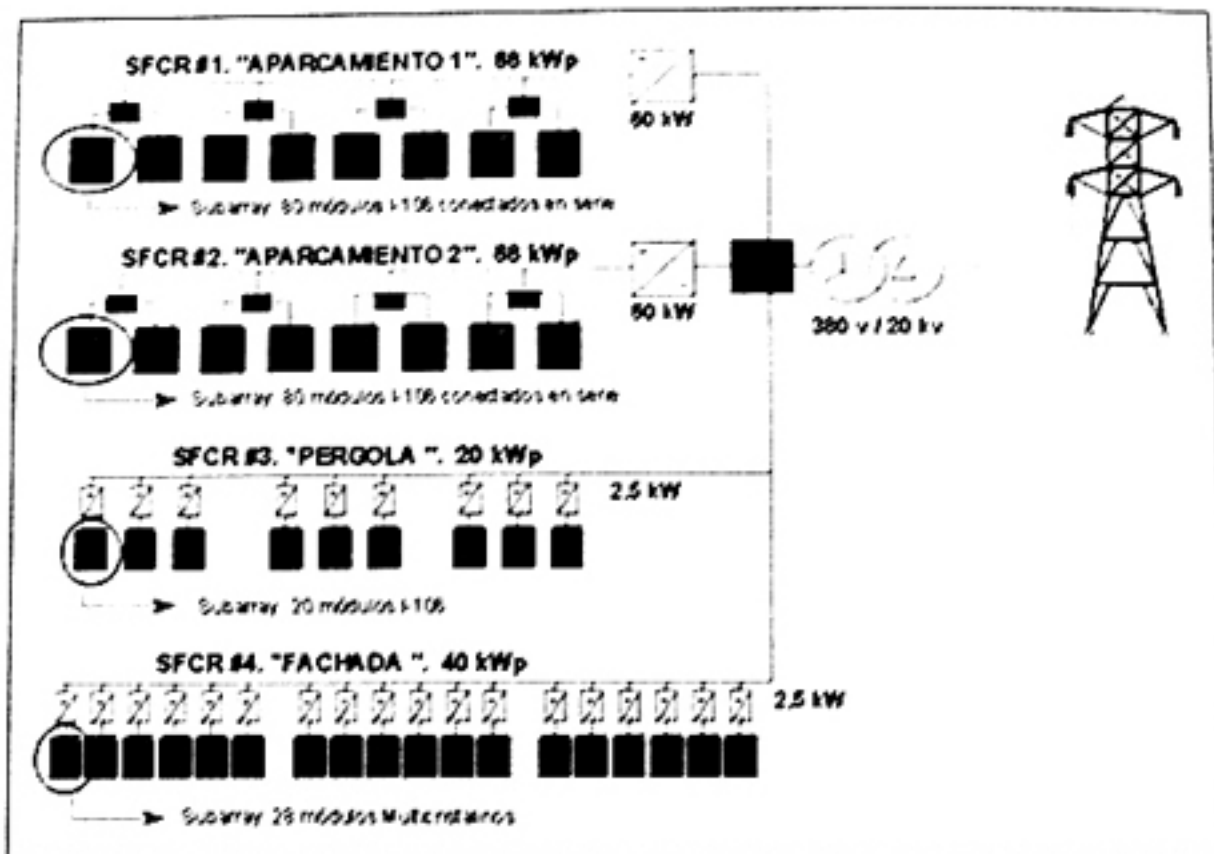 SFCR #1. "APARCAMIENTO 1". 68 kWp
60 kW
Subarray 80 módulos I-106 conectados en serie
SFCR #2. "APARCAMIENTO 2". 68 kWp
60 kW
380 v / 20 kv
Subarray 80 módulos I-106 conectados en serie
SFCR #3. "PERGOLA". 20 kWp
2,5 kW
Subarray 20 módulos I-106
SFCR #4. "FACHADA". 40 kWp
2,5 kW
Subarray 28 módulos Multicristalinos